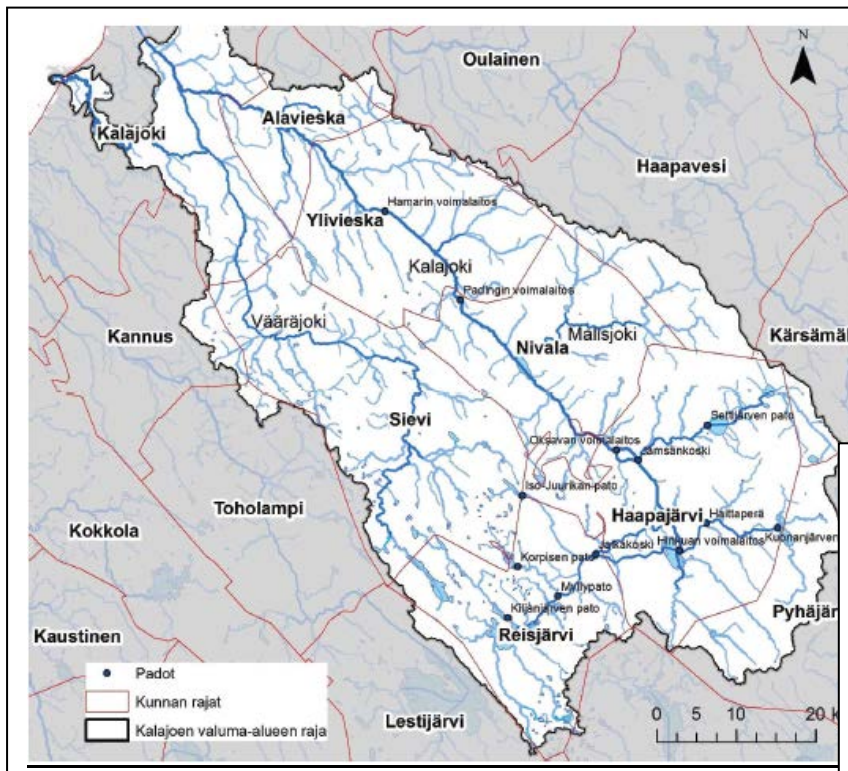 N
Oulainen
Kalajoki
Alavieska
Haapavesi
Ylivieska
Hamarin voimalaitos
Kalajoki
Padingin voimalaitos
Kannus
Vääräjoki
Malisjoki
Nivala
Kärsämä
Sievi
Settijärven pato
Oksavan voimalaitos
Jämsänkoski
Iso-Juurikan pato
Toholampi
Haapajärvi
Haittaperä
Kokkola
Hinkuan voimalaitos
Kuonanjärven
Korpisen pato
Jatkakoski
Myllypato
Pyhäjär
Kiljanjärven pato
Kaustinen
Reisjärvi
Padot
Kunnan rajat
Kalajoen valuma-alueen raja
Lestijärvi
0 5 10 20 k